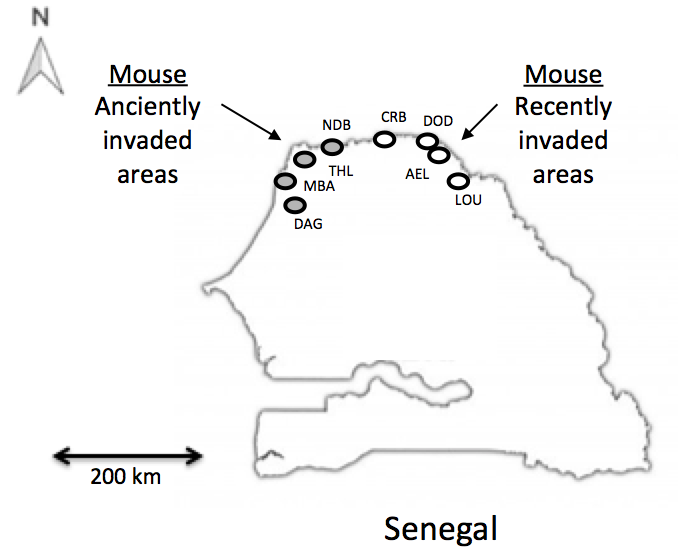 N
Mouse
Anciently
invaded
areas
Mouse
Recently
invaded
areas
NDB
CRB
DOD
THL
AEL
MBA
LOU
DAG
200 km
Senegal